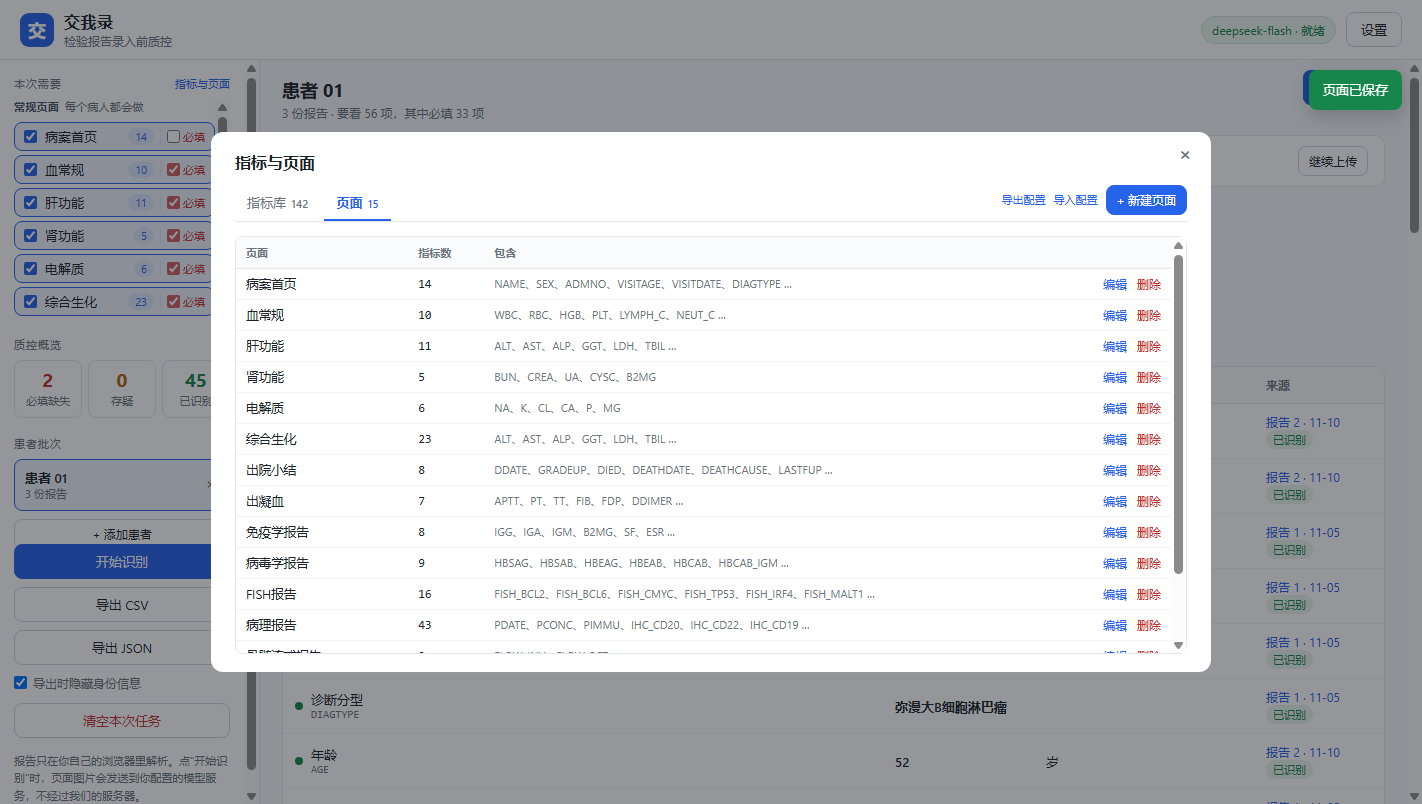 交
交我录
检验报告录入前质控
deepseek-flash · 就绪
设置
本次需要
指标与页面
常规页面 每个病人都会做
病案首页 14 必填
血常规 10 必填
肝功能 11 必填
肾功能 5 必填
电解质 6 必填
综合生化 23 必填
质控概览
2
必填缺失
0
存疑
45
已识别
患者批次
患者 01
3 份报告
+ 添加患者
开始识别
导出 CSV
导出 JSON
导出时隐藏身份信息
清空本次任务
报告只在你自己的浏览器里解析。点"开始识
别"时，页面图片会发送到你配置的模型服
务，不经过我们的服务器。
患者 01
3 份报告 · 要看 56 项，其中必填 33 项
页面已保存
继续上传
指标与页面
×
指标库 142
页面 15
导出配置
导入配置
+ 新建页面
页面 指标数 包含
病案首页 14 NAME、SEX、ADMNO、VISITAGE、VISITDATE、DIAGTYPE ... 编辑 删除
血常规 10 WBC、RBC、HGB、PLT、LYMPH_C、NEUT_C ... 编辑 删除
肝功能 11 ALT、AST、ALP、GGT、LDH、TBIL ... 编辑 删除
肾功能 5 BUN、CREA、UA、CYSC、B2MG 编辑 删除
电解质 6 NA、K、CL、CA、P、MG 编辑 删除
综合生化 23 ALT、AST、ALP、GGT、LDH、TBIL ... 编辑 删除
出院小结 8 DDATE、GRADEUP、DIED、DEATHDATE、DEATHCAUSE、LASTFUP ... 编辑 删除
出凝血 7 APTT、PT、TT、FIB、FDP、DDIMER ... 编辑 删除
免疫学报告 8 IGG、IGA、IGM、B2MG、SF、ESR ... 编辑 删除
病毒学报告 9 HBSAG、HBSAB、HBEAG、HBEAB、HBCAB、HBCAB_IGM ... 编辑 删除
FISH报告 16 FISH_BCL2、FISH_BCL6、FISH_CMYC、FISH_TP53、FISH_IRF4、FISH_MALT1 ... 编辑 删除
病理报告 43 PDATE、PCONC、PIMMU、IHC_CD20、IHC_CD22、IHC_CD19 ... 编辑 删除
来源
报告 2 · 11-10
已识别
报告 2 · 11-10
已识别
报告 1 · 11-05
已识别
报告 1 · 11-05
已识别
报告 1 · 11-05
已识别
诊断分型
DIAGTYPE
弥漫大B细胞淋巴瘤
报告 1 · 11-05
已识别
年龄
AGE
52
岁
报告 2 · 11-10
已识别